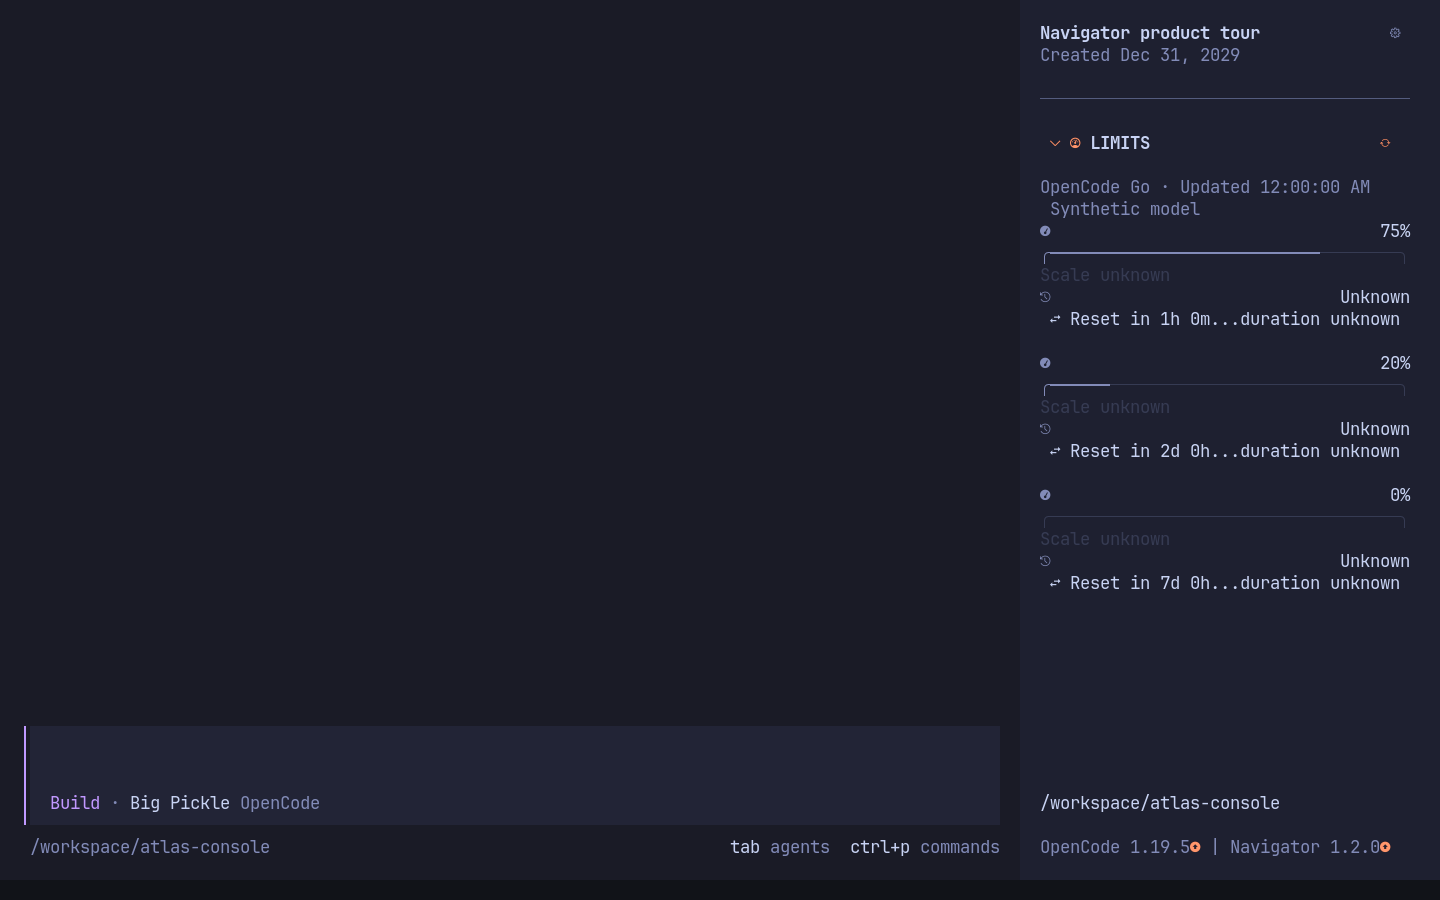 Navigator product tour
Created Dec 31, 2029
LIMITS
OpenCode Go · Updated 12:00:00 AM
Synthetic model
75%
Scale unknown
Unknown
Reset in 1h 0m...duration unknown
20%
Scale unknown
Unknown
Reset in 2d 0h...duration unknown
0%
Scale unknown
Unknown
Reset in 7d 0h...duration unknown
Build · Big Pickle OpenCode
/workspace/atlas-console
tab agents  ctrl+p commands
/workspace/atlas-console
OpenCode 1.19.5 | Navigator 1.2.0